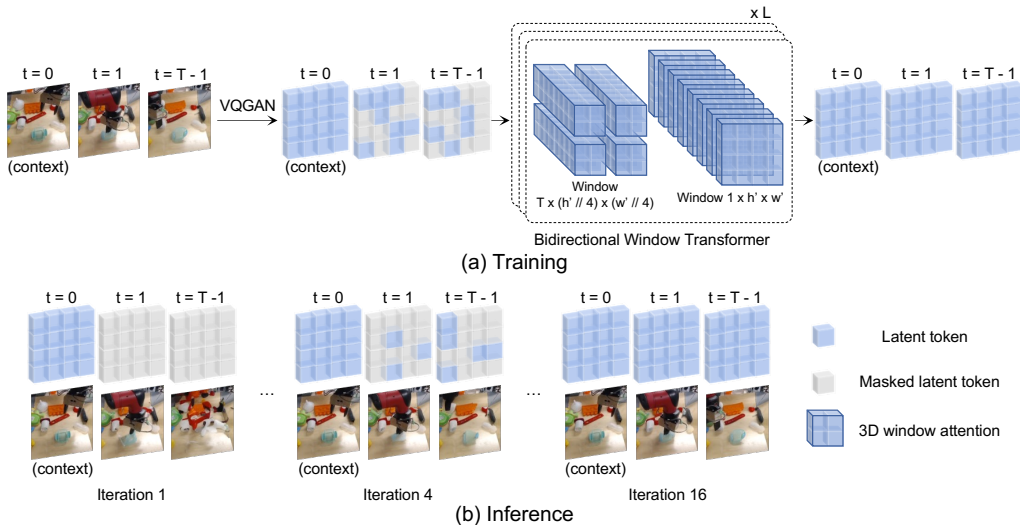 x L
t = 0 t = 1 t = T - 1
VQGAN
(context)
t = 0 t = 1 t = T - 1
(context)
Window
T x (h' // 4) x (w' // 4)
Window 1 x h' x w'
Bidirectional Window Transformer
t = 0 t = 1 t = T - 1
(context)
(a) Training
t = 0 t = 1 t = T -1
(context)
Iteration 1
...
t = 0 t = 1 t = T - 1
(context)
Iteration 4
...
t = 0 t = 1 t = T - 1
(context)
Iteration 16
Latent token
Masked latent token
3D window attention
(b) Inference